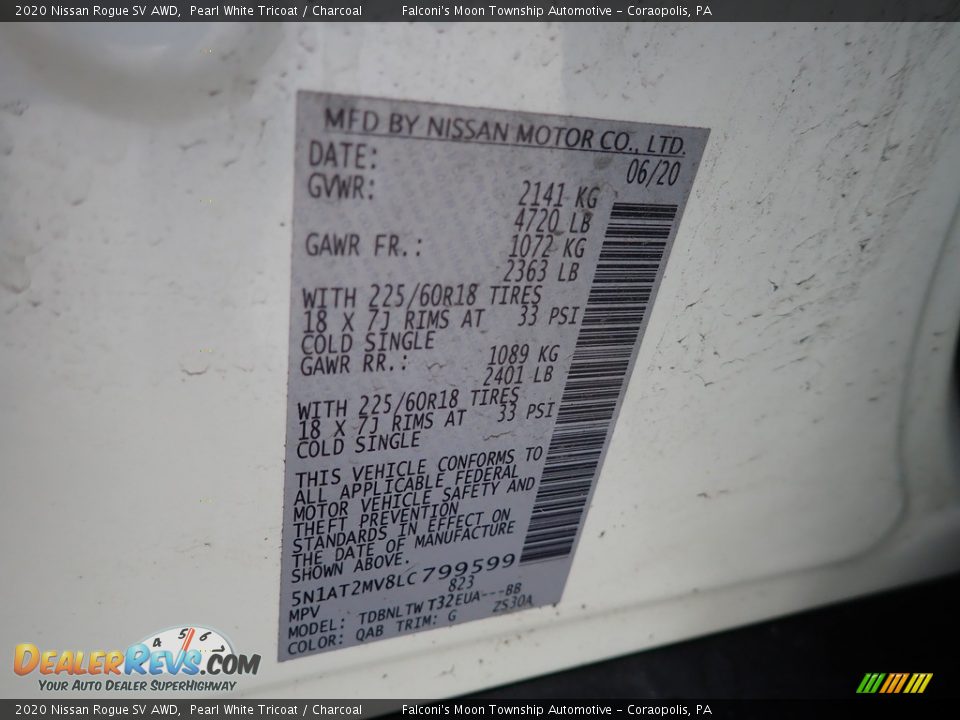 2020 Nissan Rogue SV AWD, Pearl White Tricoat / Charcoal Falconi's Moon Township Automotive - Coraopolis, PA
MFD BY NISSAN MOTOR CO., LTD.
DATE: 06/20
GVWR: 2141 KG
4720 LB
GAWR FR.: 1072 KG
2363 LB
WITH 225/60R18 TIRES
18 X 7J RIMS AT 33 PSI
COLD SINGLE
GAWR RR.: 1089 KG
2401 LB
WITH 225/60R18 TIRES
18 X 7J RIMS AT 33 PSI
COLD SINGLE
THIS VEHICLE CONFORMS TO
ALL APPLICABLE FEDERAL
MOTOR VEHICLE SAFETY AND
THEFT PREVENTION
STANDARDS IN EFFECT ON
THE DATE OF MANUFACTURE
SHOWN ABOVE.
5N1AT2MV8LC799599
MPV 823
MODEL: TDBNLTWT32EUA---BB
COLOR: QAB TRIM: G ZS30A
4 5 6
DEALERREVS.COM
YOUR AUTO DEALER SUPERHIGHWAY
2020 Nissan Rogue SV AWD, Pearl White Tricoat / Charcoal Falconi's Moon Township Automotive - Coraopolis, PA